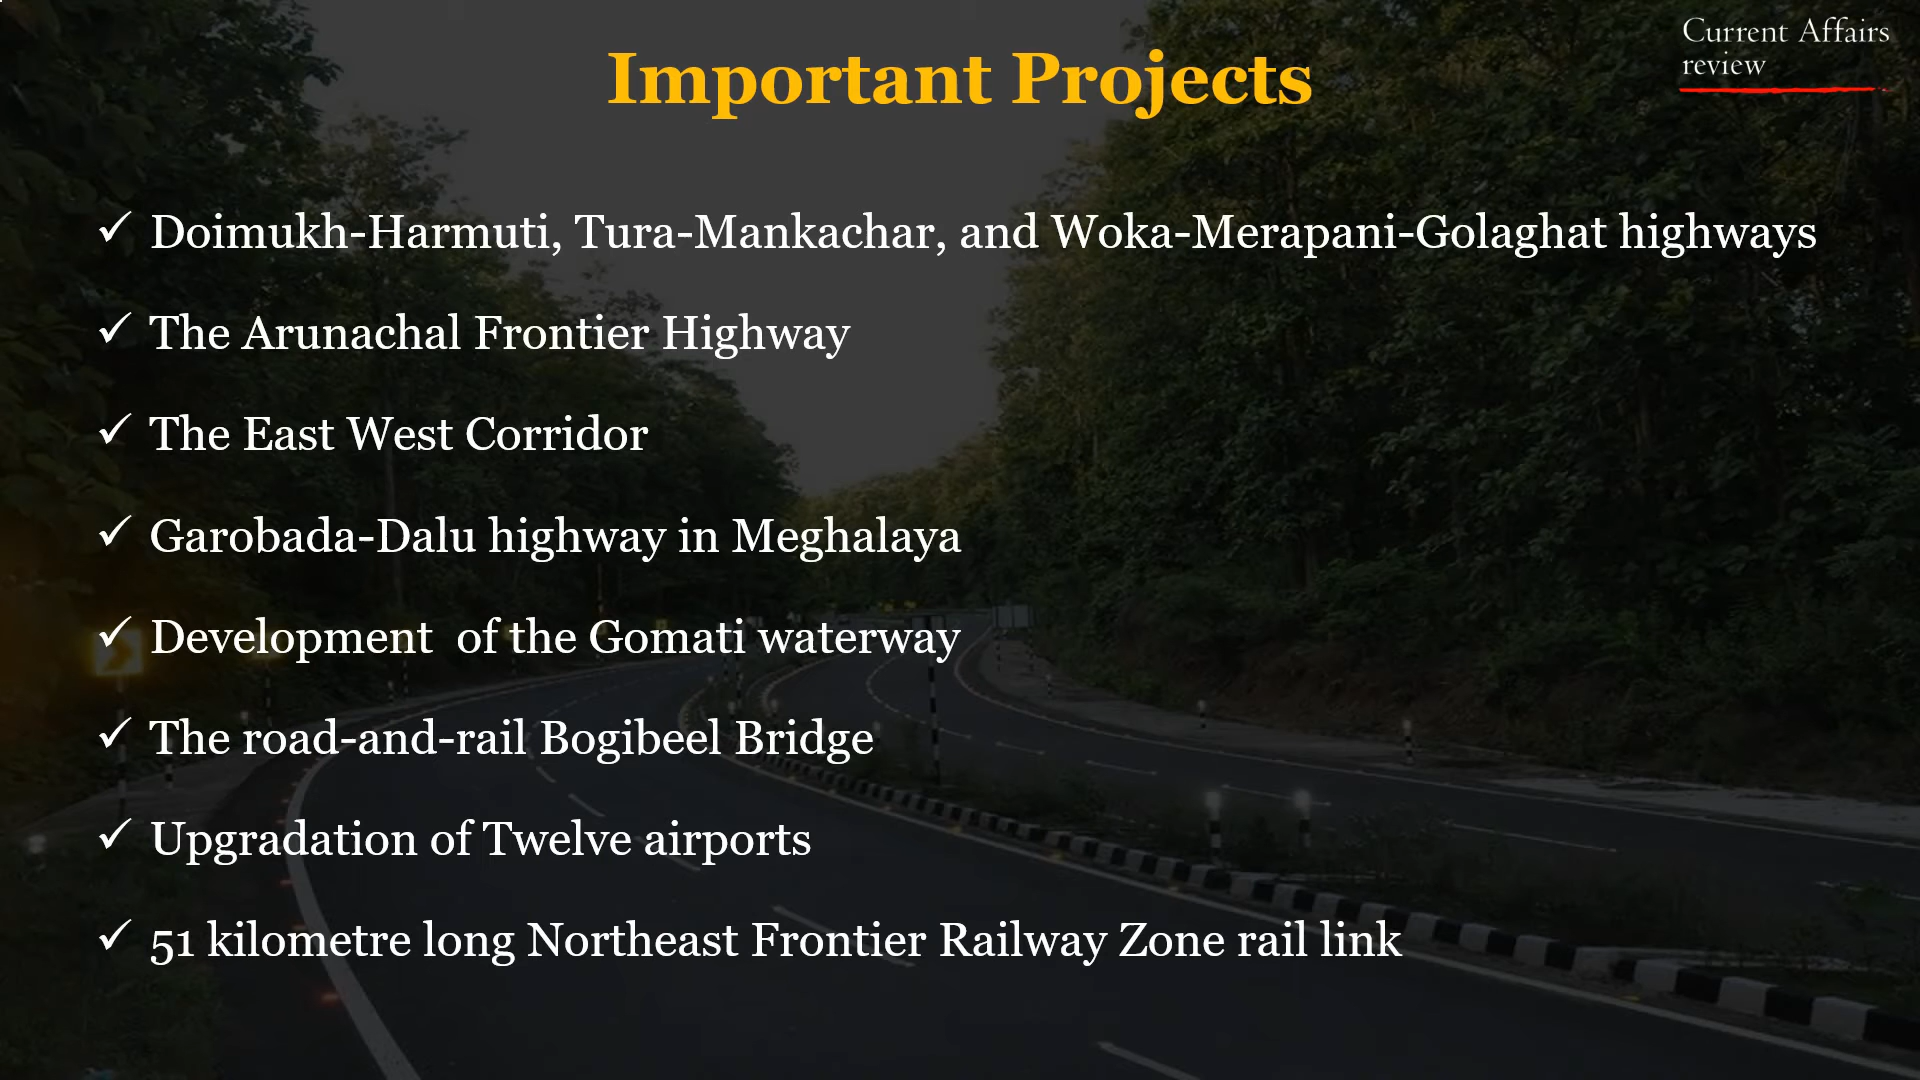 Current Affairs
review
Important Projects
✓ Doimukh-Harmuti, Tura-Mankachar, and Woka-Merapani-Golaghat highways
✓ The Arunachal Frontier Highway
✓ The East West Corridor
✓ Garobada-Dalu highway in Meghalaya
✓ Development  of the Gomati waterway
✓ The road-and-rail Bogibeel Bridge
✓ Upgradation of Twelve airports
✓ 51 kilometre long Northeast Frontier Railway Zone rail link